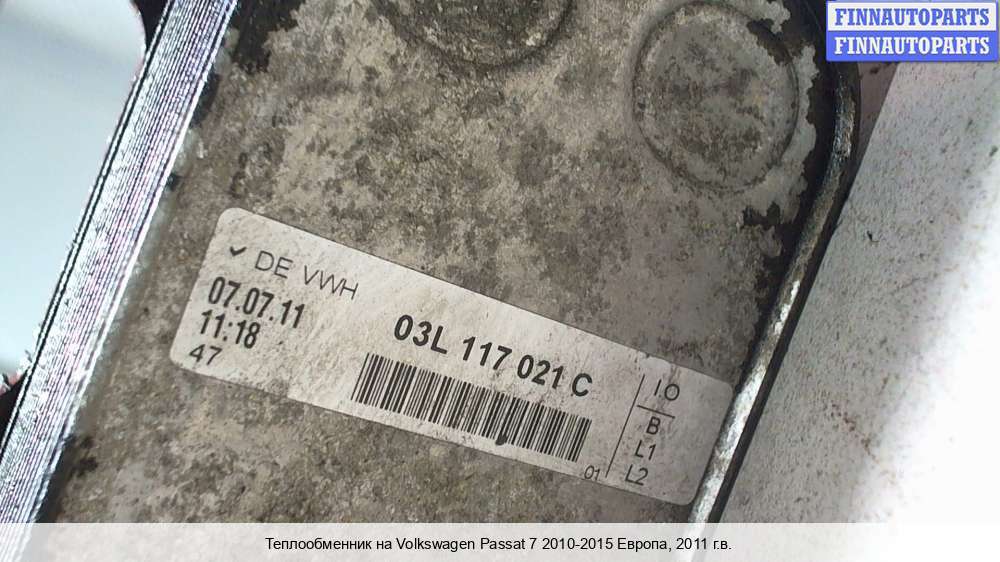 FINNAUTOPARTS
FINNAUTOPARTS
DE VWH
07.07.11
11:18
47
03L 117 021 C
01
I.O
B
L1
L2
Теплообменник на Volkswagen Passat 7 2010-2015 Европа, 2011 г.в.